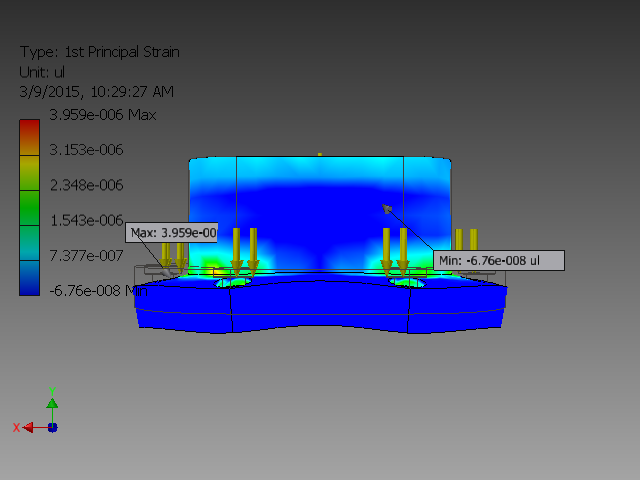 Type: 1st Principal Strain
Unit: ul
3/9/2015, 10:29:27 AM
3.959e-006 Max
3.153e-006
2.348e-006
1.543e-006
7.377e-007
-6.76e-008 Min
Max: 3.959e-00
Min: -6.76e-008 ul
Y
X